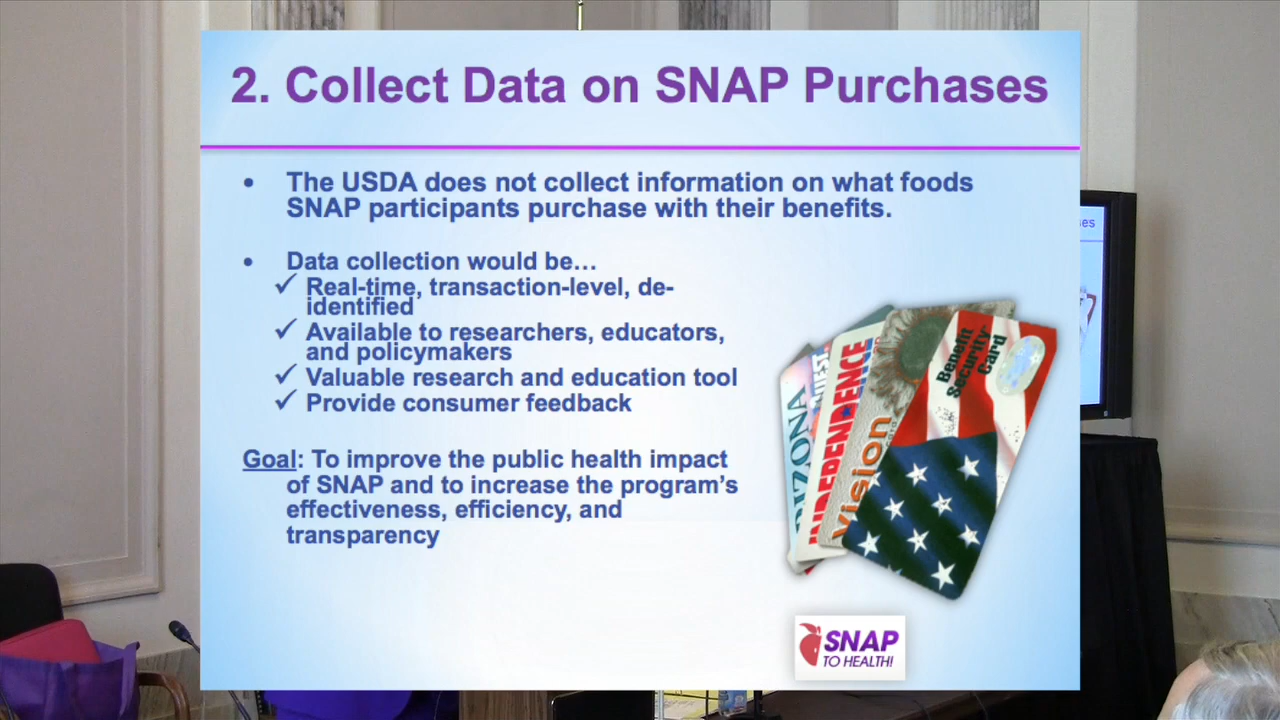 2. Collect Data on SNAP Purchases
• The USDA does not collect information on what foods
SNAP participants purchase with their benefits.
• Data collection would be…
✓ Real-time, transaction-level, de-
identified
✓ Available to researchers, educators,
and policymakers
✓ Valuable research and education tool
✓ Provide consumer feedback
Goal: To improve the public health impact
of SNAP and to increase the program's
effectiveness, efficiency, and
transparency
RIZONA
QUEST
INDEPENDENCE
Vision
Benefit
Security
Card
SNAP
TO HEALTH!
ses